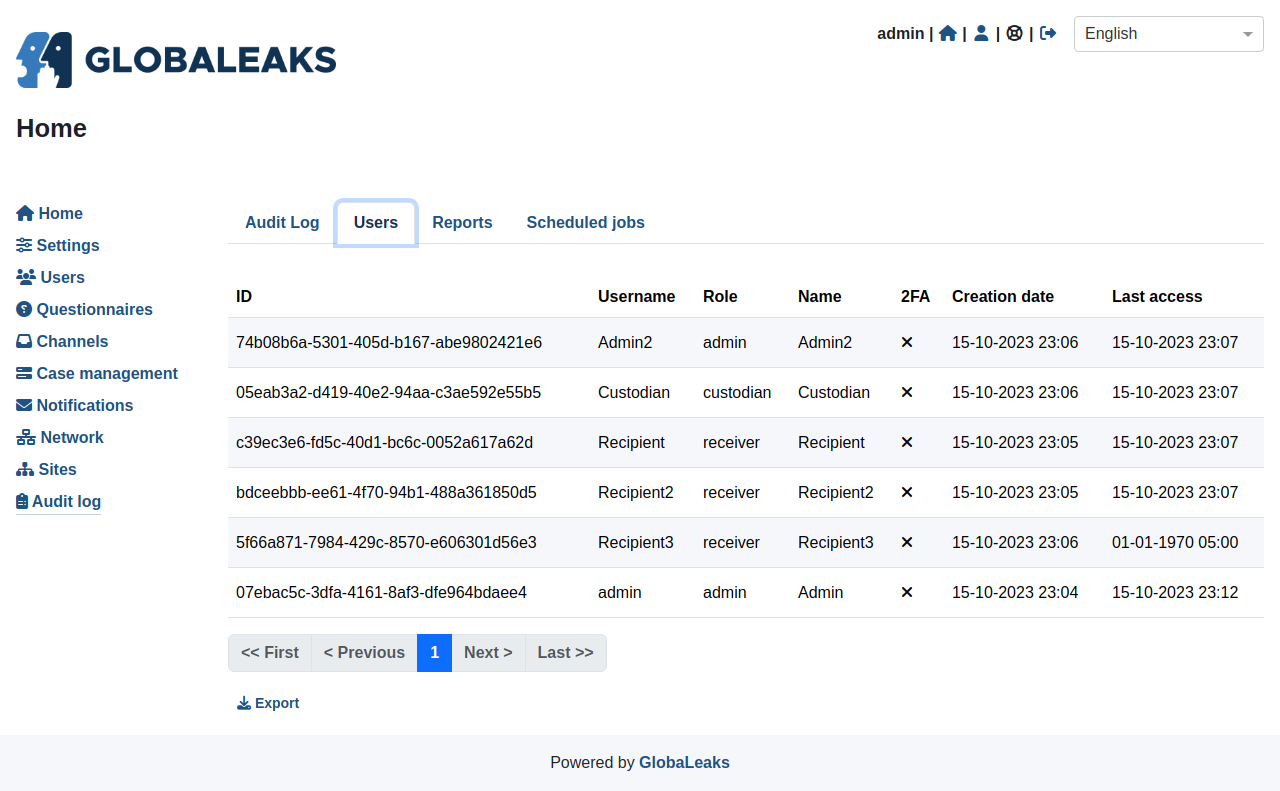 admin | | | |
English
GLOBALEAKS
Home
Home
Settings
Users
Questionnaires
Channels
Case management
Notifications
Network
Sites
Audit log
Audit Log Users Reports Scheduled jobs
ID Username Role Name 2FA Creation date Last access
74b08b6a-5301-405d-b167-abe9802421e6 Admin2 admin Admin2 15-10-2023 23:06 15-10-2023 23:07
05eab3a2-d419-40e2-94aa-c3ae592e55b5 Custodian custodian Custodian 15-10-2023 23:06 15-10-2023 23:07
c39ec3e6-fd5c-40d1-bc6c-0052a617a62d Recipient receiver Recipient 15-10-2023 23:05 15-10-2023 23:07
bdceebbb-ee61-4f70-94b1-488a361850d5 Recipient2 receiver Recipient2 15-10-2023 23:05 15-10-2023 23:07
5f66a871-7984-429c-8570-e606301d56e3 Recipient3 receiver Recipient3 15-10-2023 23:06 01-01-1970 05:00
07ebac5c-3dfa-4161-8af3-dfe964bdaee4 admin admin Admin 15-10-2023 23:04 15-10-2023 23:12
<< First < Previous 1 Next > Last >>
Export
Powered by GlobaLeaks